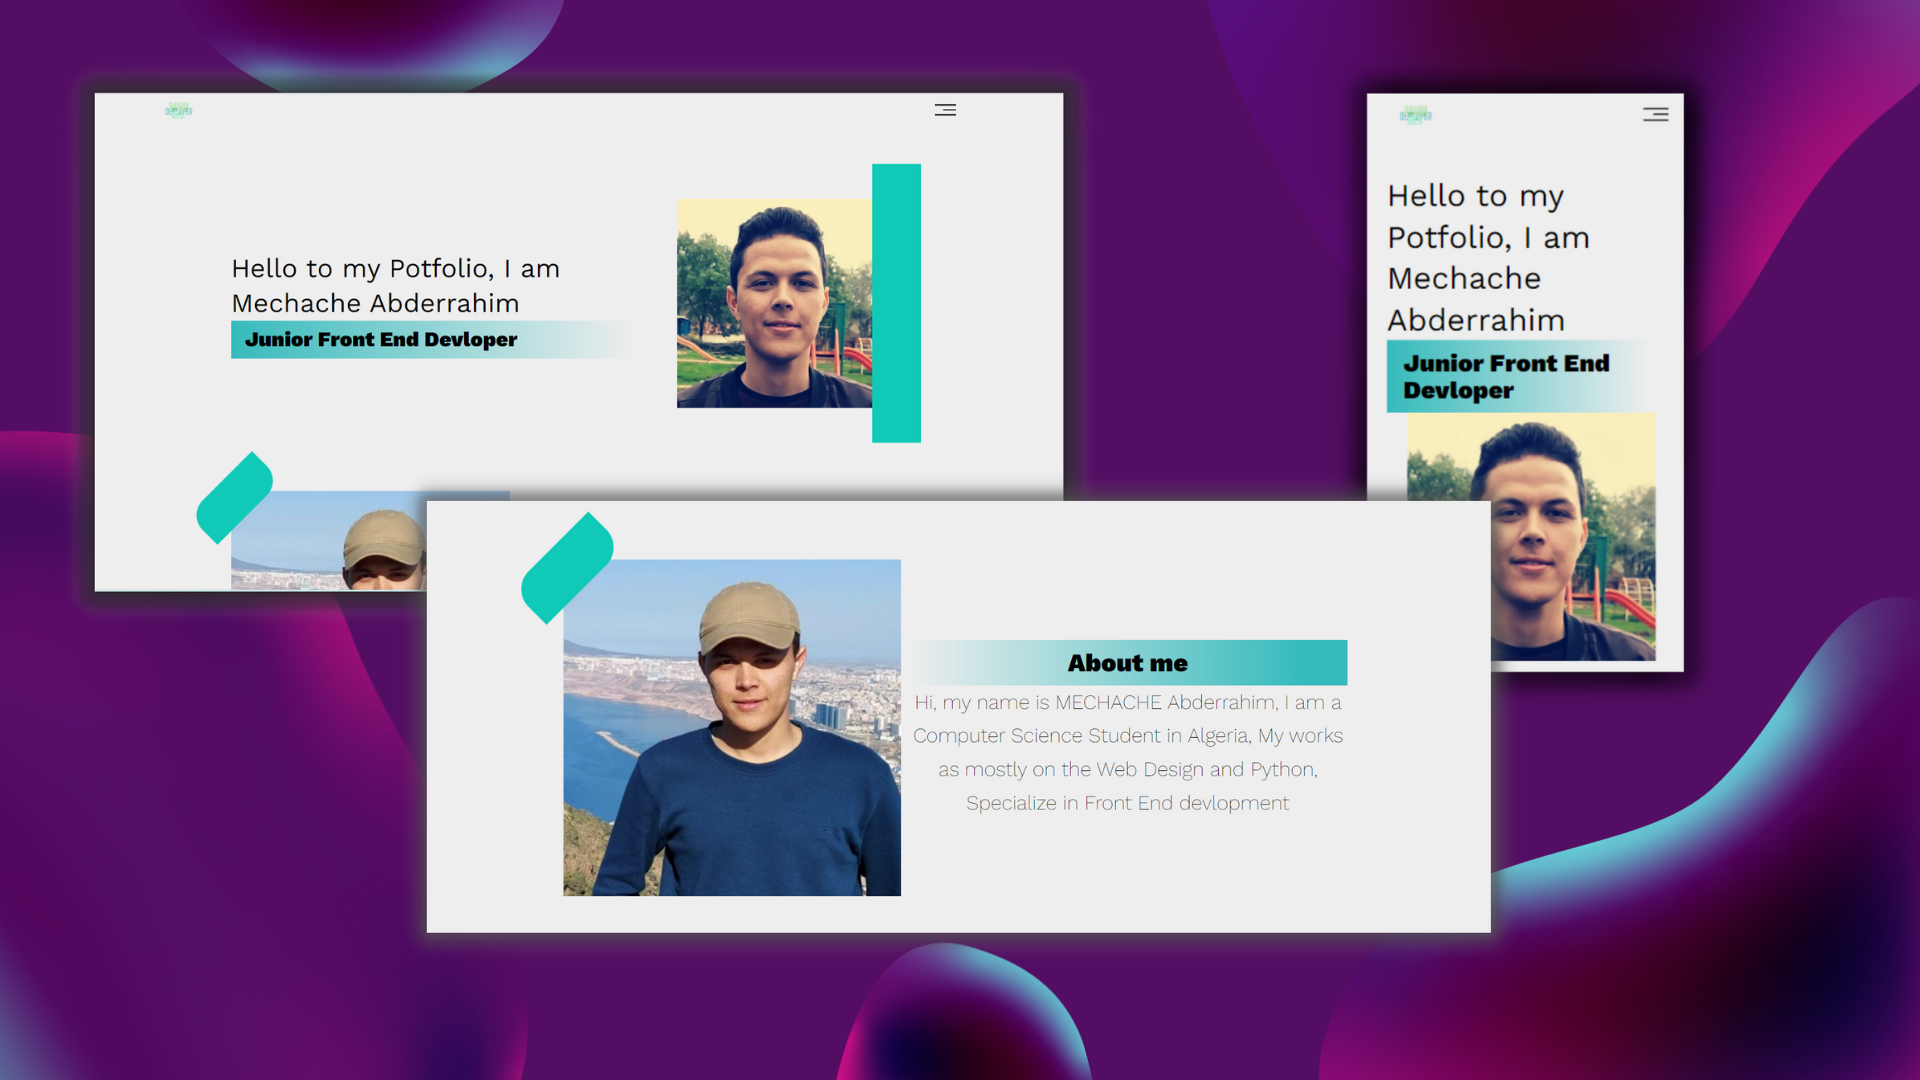 DEVLOPER
Hello to my Potfolio, I am
Mechache Abderrahim
Junior Front End Devloper
Hello to my
Potfolio, I am
Mechache
Abderrahim
Junior Front End
Devloper
About me
Hi, my name is MECHACHE Abderrahim, I am a
Computer Science Student in Algeria, My works
as mostly on the Web Design and Python,
Specialize in Front End devlopment